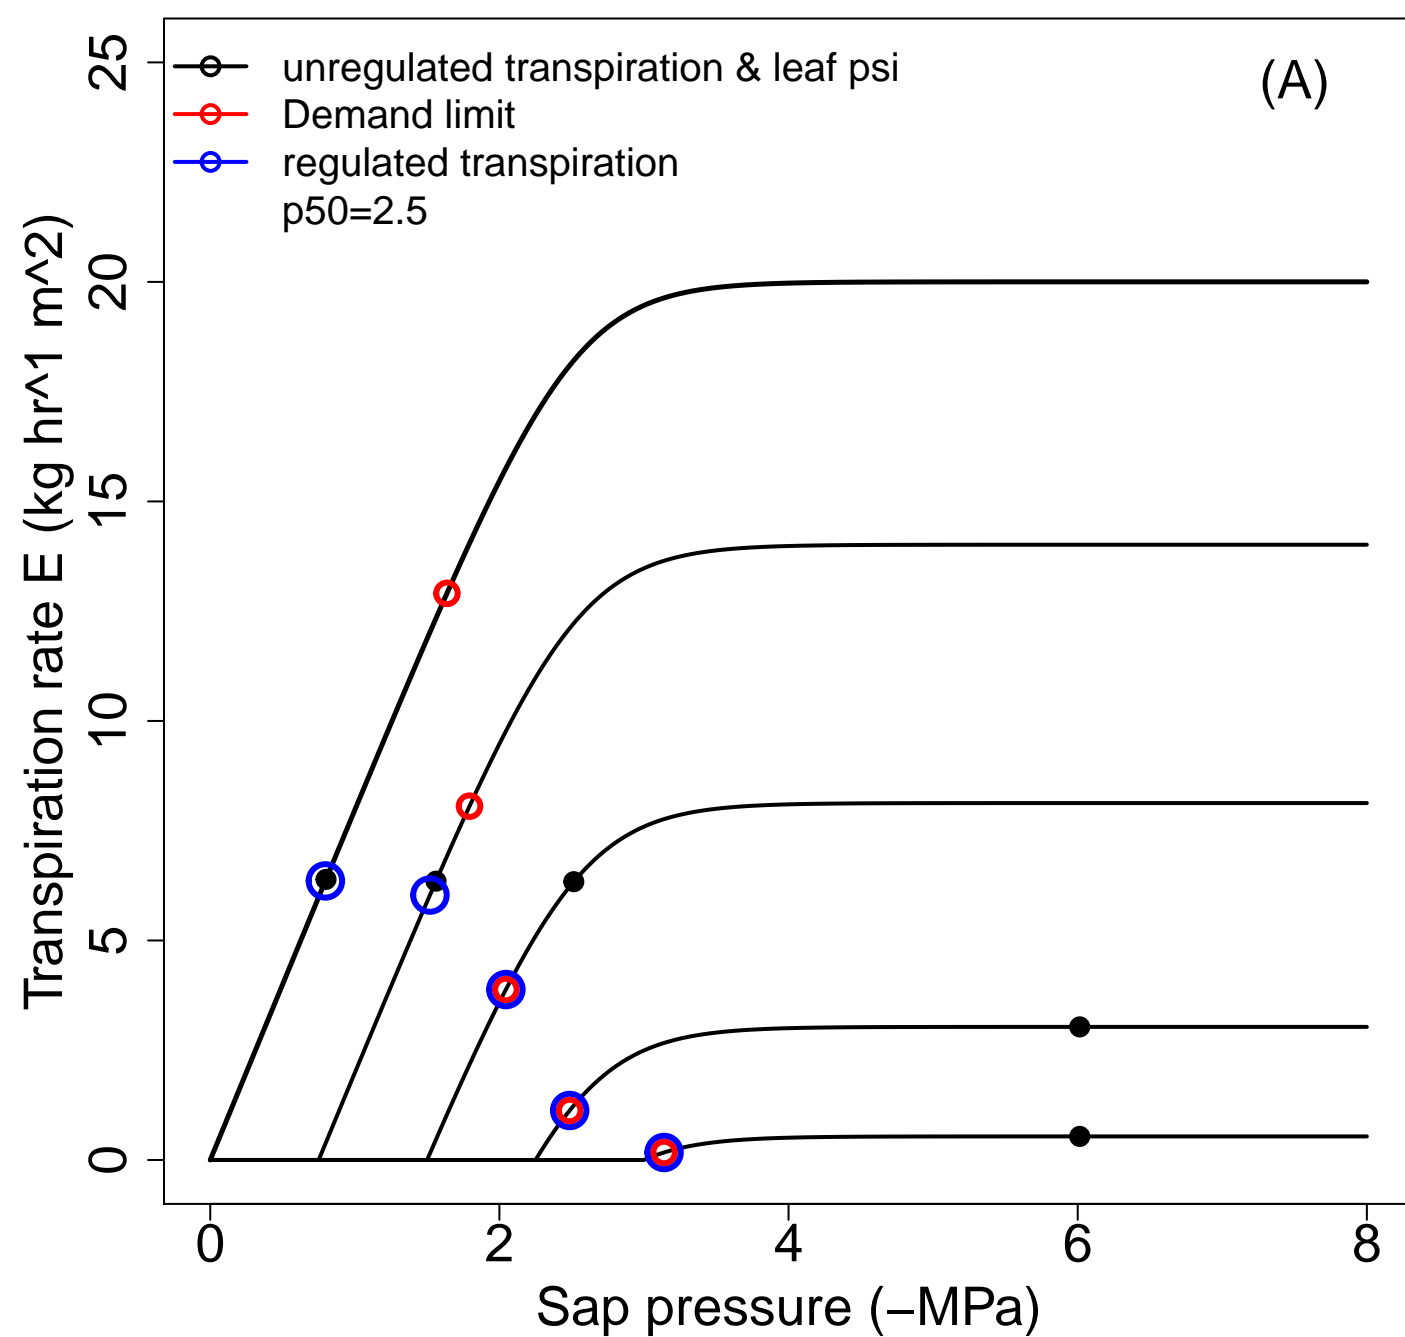 (A)
unregulated transpiration & leaf psi
Demand limit
regulated transpiration
p50=2.5
Transpiration rate E (kg hr^1 m^2)
25
20
15
10
5
0
0 2 4 6 8
Sap pressure (−MPa)